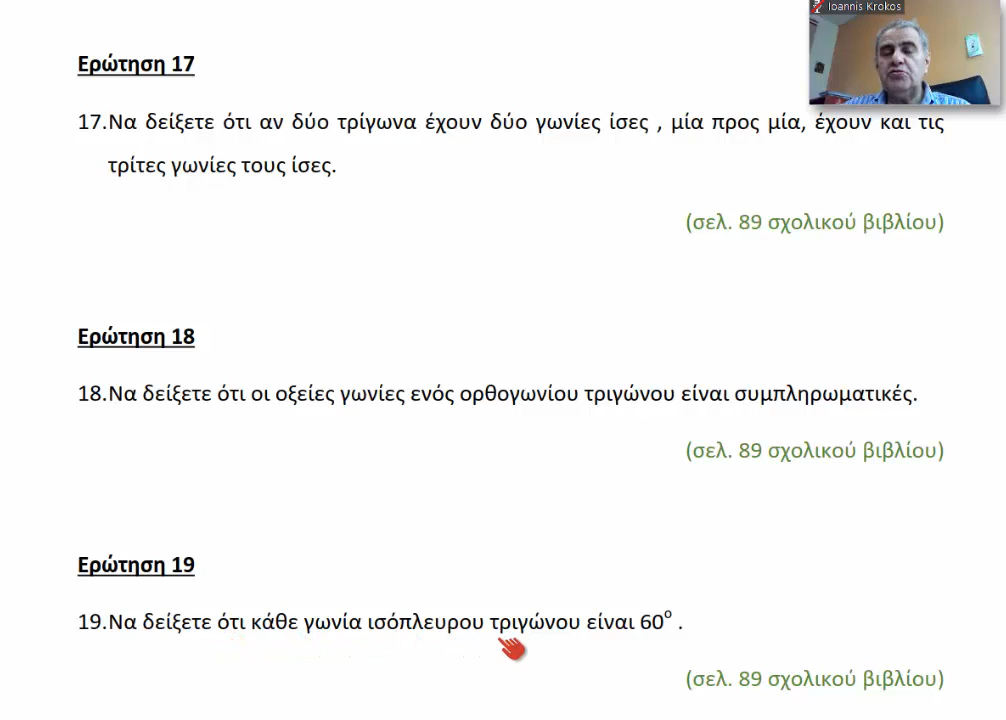 Ioannis Krokos
Ερώτηση 17
17.Να δείξετε ότι αν δύο τρίγωνα έχουν δύο γωνίες ίσες , μία προς μία, έχουν και τις
τρίτες γωνίες τους ίσες.
(σελ. 89 σχολικού βιβλίου)
Ερώτηση 18
18.Να δείξετε ότι οι οξείες γωνίες ενός ορθογωνίου τριγώνου είναι συμπληρωματικές.
(σελ. 89 σχολικού βιβλίου)
Ερώτηση 19
19.Να δείξετε ότι κάθε γωνία ισόπλευρου τριγώνου είναι 60ο .
(σελ. 89 σχολικού βιβλίου)